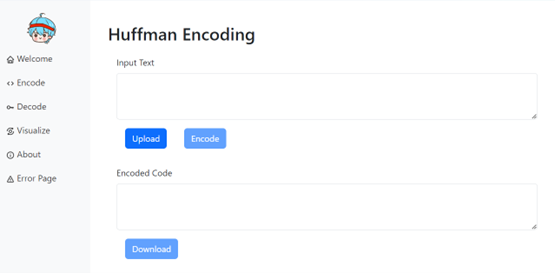 Welcome
Encode
Decode
Visualize
About
Error Page
Huffman Encoding
Input Text
Upload
Encode
Encoded Code
Download